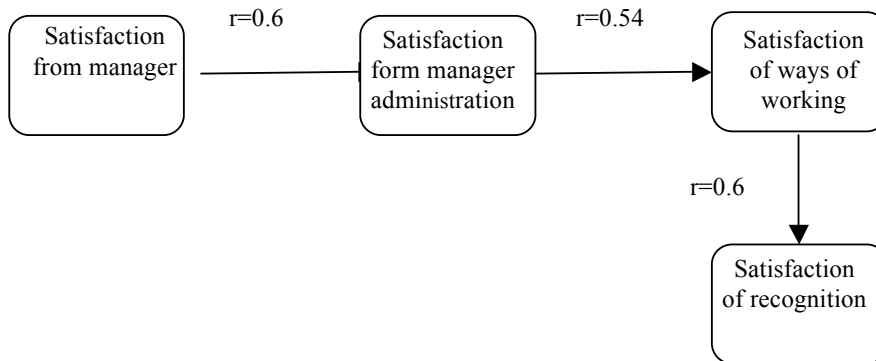 Satisfaction
from manager
r=0.6
Satisfaction
form manager
administration
r=0.54
Satisfaction
of ways of
working
r=0.6
Satisfaction
of recognition